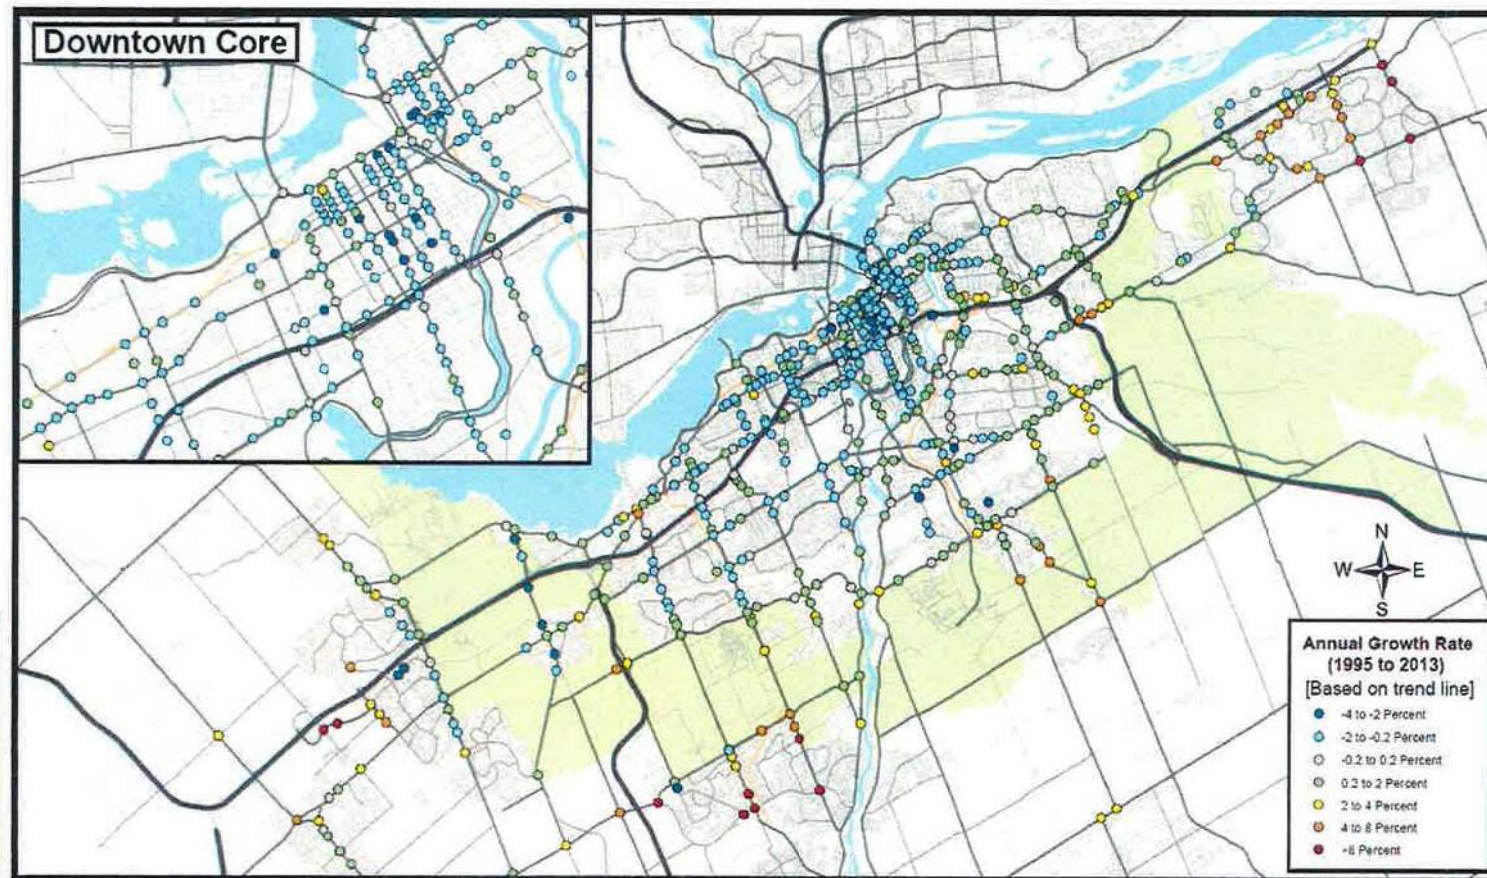 Downtown Core
N
W E
S
Annual Growth Rate
(1995 to 2013)
[Based on trend line]
-4 to -2 Percent
-2 to -0.2 Percent
-0.2 to 0.2 Percent
0.2 to 2 Percent
2 to 4 Percent
4 to 8 Percent
+8 Percent